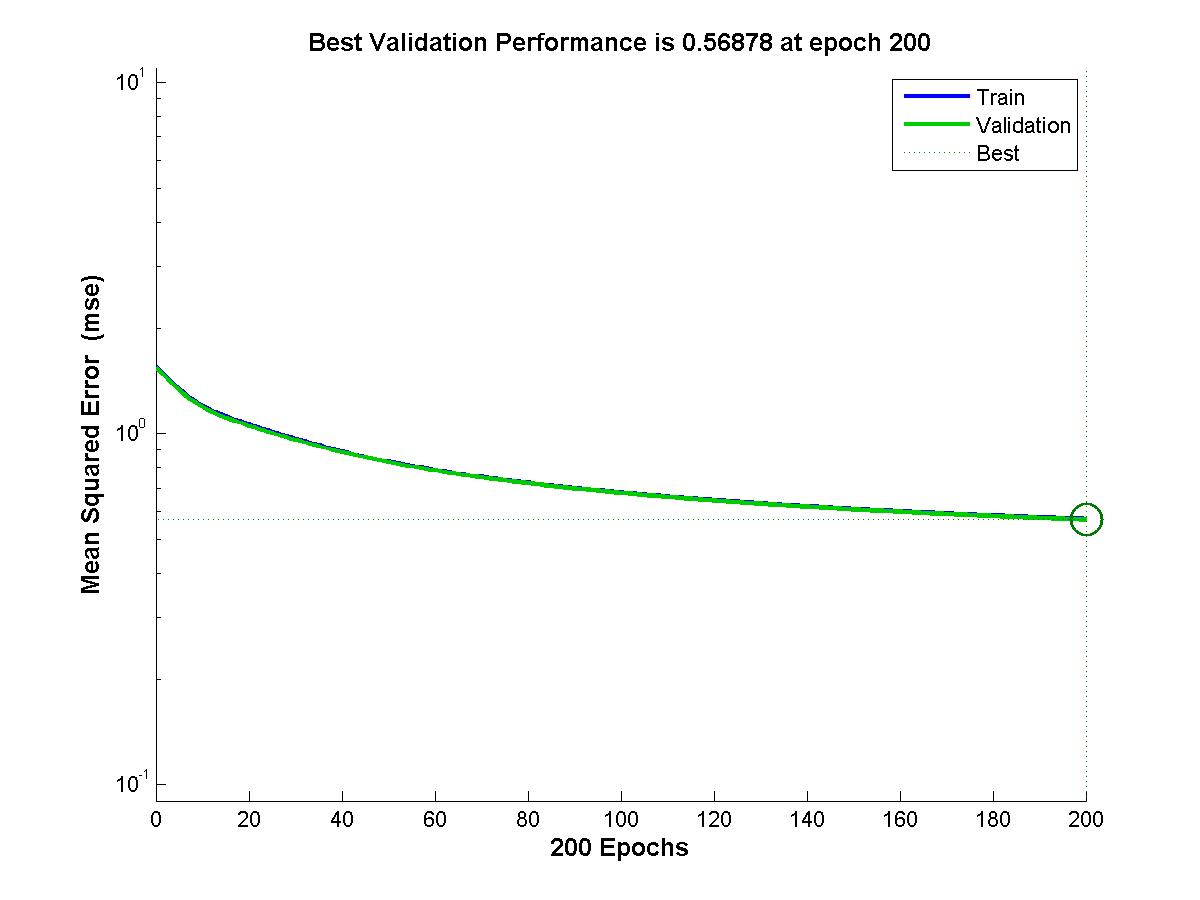 Best Validation Performance is 0.56878 at epoch 200
10^1
10^0
10^-1
Mean Squared Error (mse)
Train
Validation
Best
0 20 40 60 80 100 120 140 160 180 200
200 Epochs